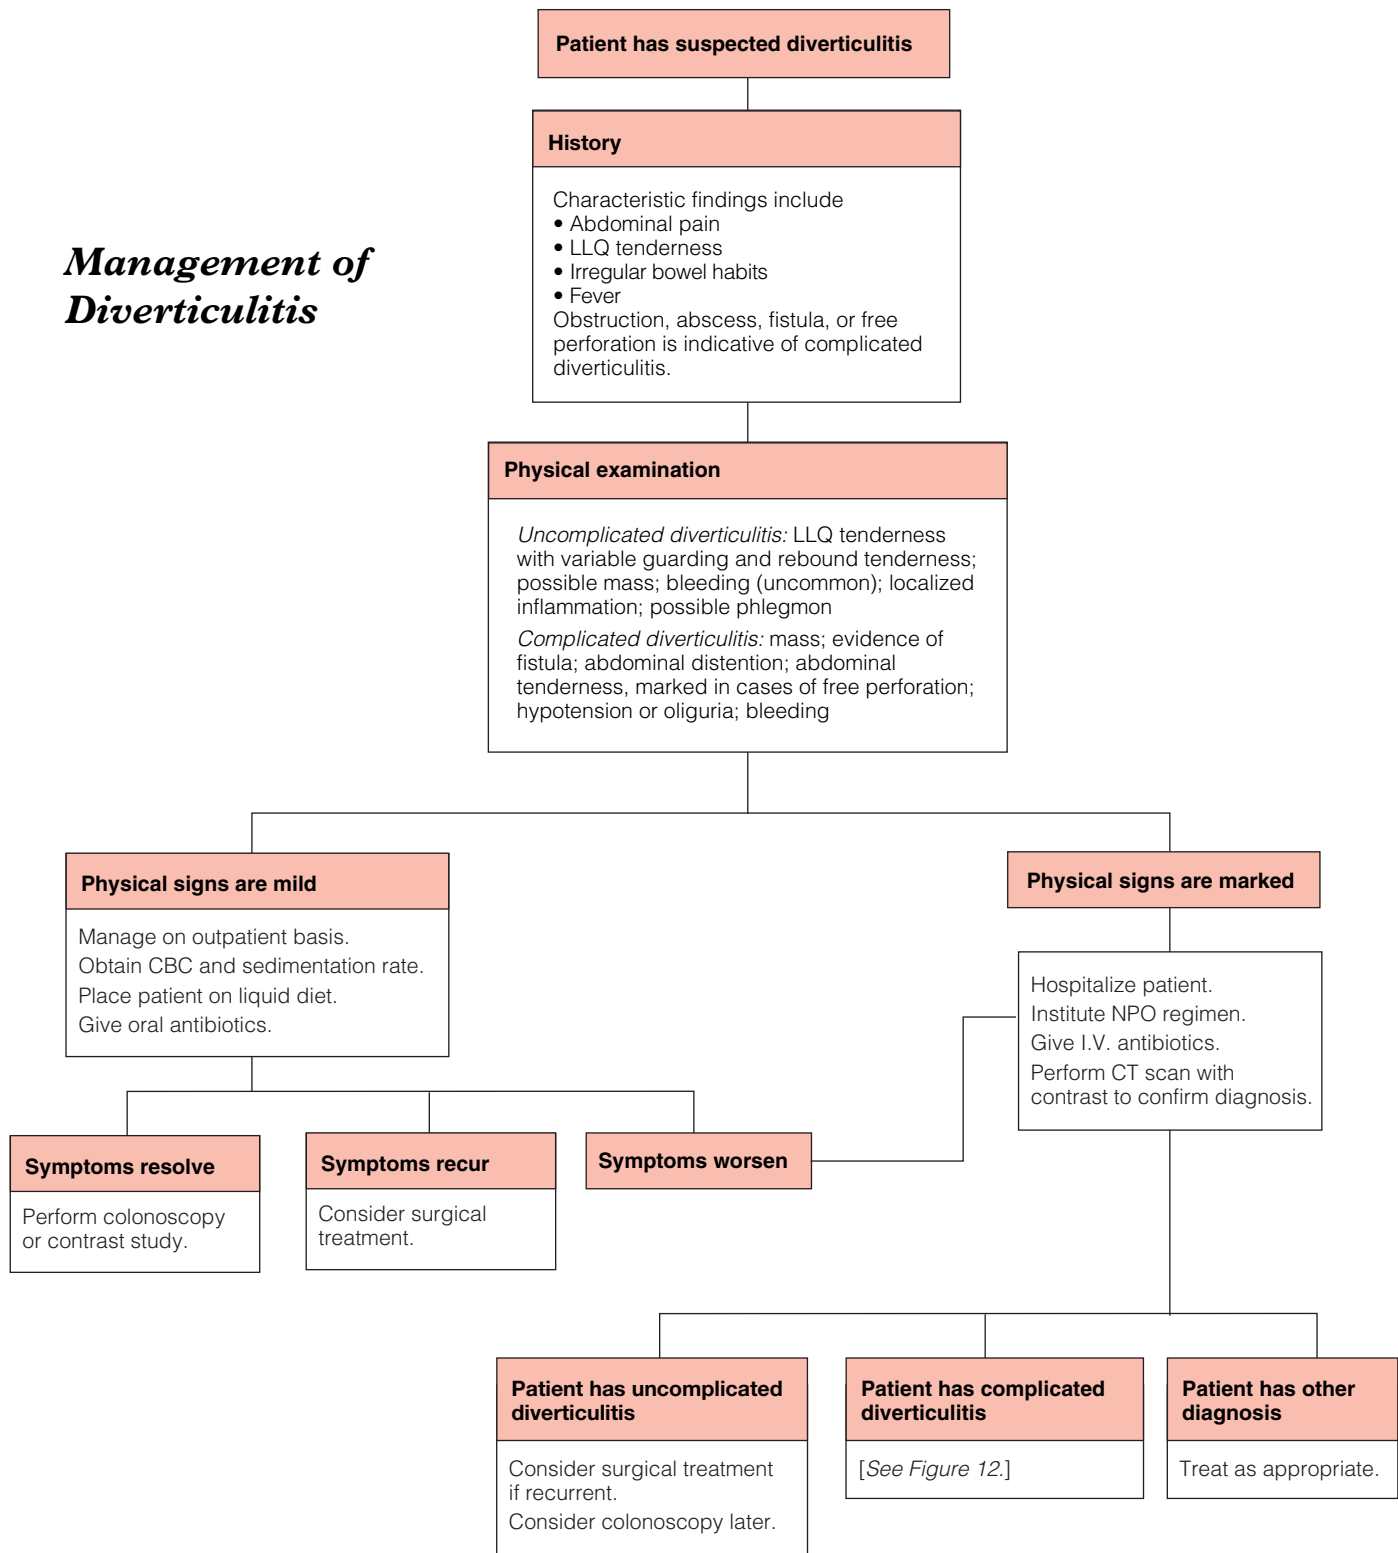 Patient has suspected diverticulitis
History
Characteristic findings include
• Abdominal pain
• LLQ tenderness
• Irregular bowel habits
• Fever
Obstruction, abscess, fistula, or free
perforation is indicative of complicated
diverticulitis.
Management of
Diverticulitis
Physical examination
Uncomplicated diverticulitis: LLQ tenderness
with variable guarding and rebound tenderness;
possible mass; bleeding (uncommon); localized
inflammation; possible phlegmon
Complicated diverticulitis: mass; evidence of
fistula; abdominal distention; abdominal
tenderness, marked in cases of free perforation;
hypotension or oliguria; bleeding
Physical signs are mild
Manage on outpatient basis.
Obtain CBC and sedimentation rate.
Place patient on liquid diet.
Give oral antibiotics.
Physical signs are marked
Hospitalize patient.
Institute NPO regimen.
Give I.V. antibiotics.
Perform CT scan with
contrast to confirm diagnosis.
Symptoms resolve
Perform colonoscopy
or contrast study.
Symptoms recur
Consider surgical
treatment.
Symptoms worsen
Patient has uncomplicated
diverticulitis
Consider surgical treatment
if recurrent.
Consider colonoscopy later.
Patient has complicated
diverticulitis
[See Figure 12.]
Patient has other
diagnosis
Treat as appropriate.